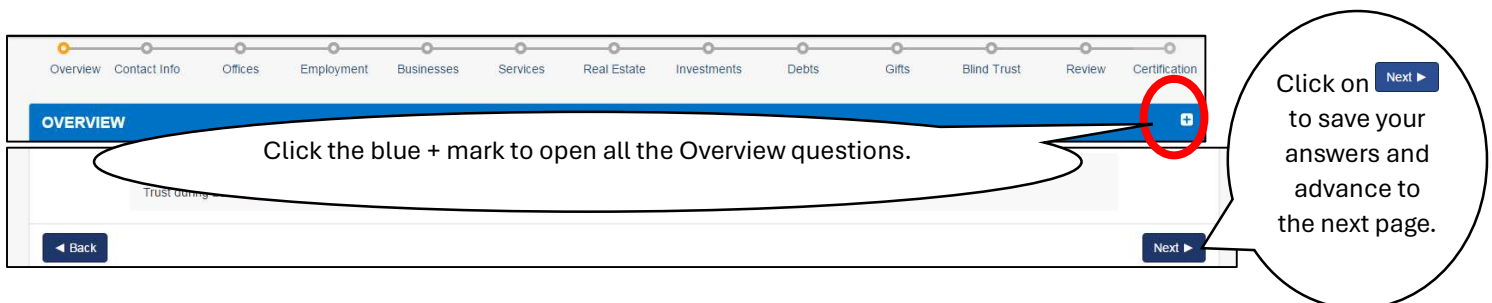 Overview Contact Info Offices Employment Businesses Services Real Estate Investments Debts Gifts Blind Trust Review Certification
OVERVIEW
Click the blue + mark to open all the Overview questions.
Trust during
◄ Back
Next ►
Click on Next ►
to save your
answers and
advance to
the next page.